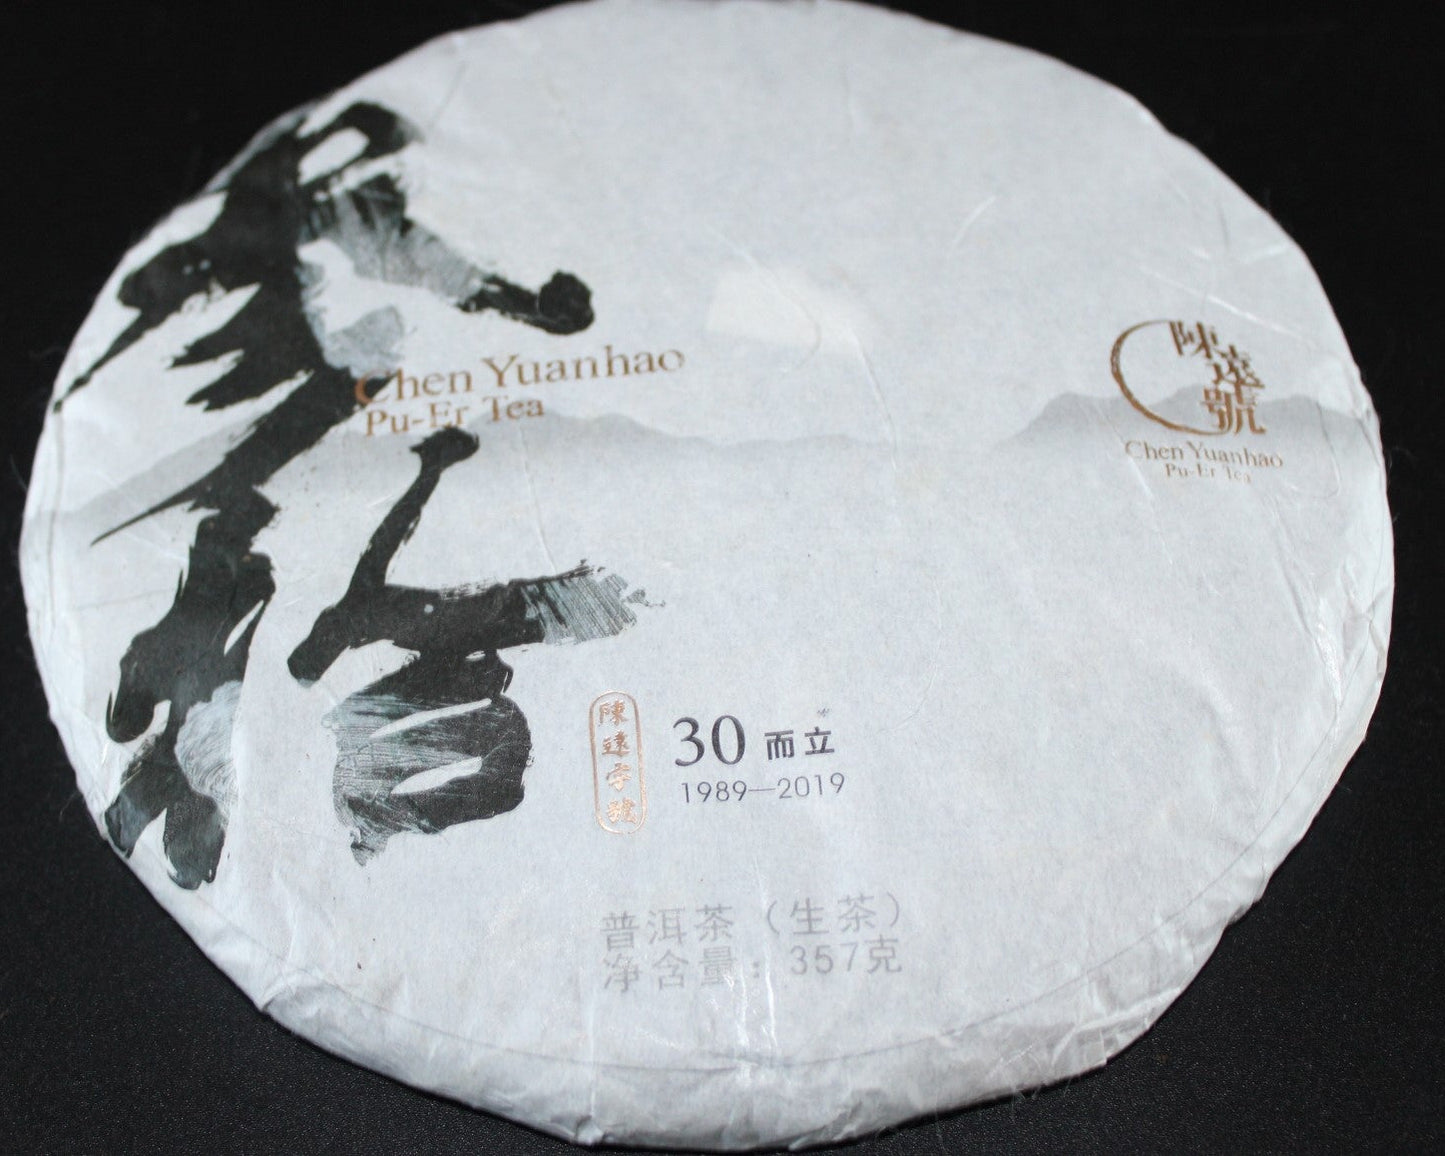 Chen Yuanhao
Pu-Er Tea
陳遠號
Chen Yuanhao
Pu-Er Tea
陳遠字號
30 而立
1989—2019
普洱茶（生茶）
净含量：357克